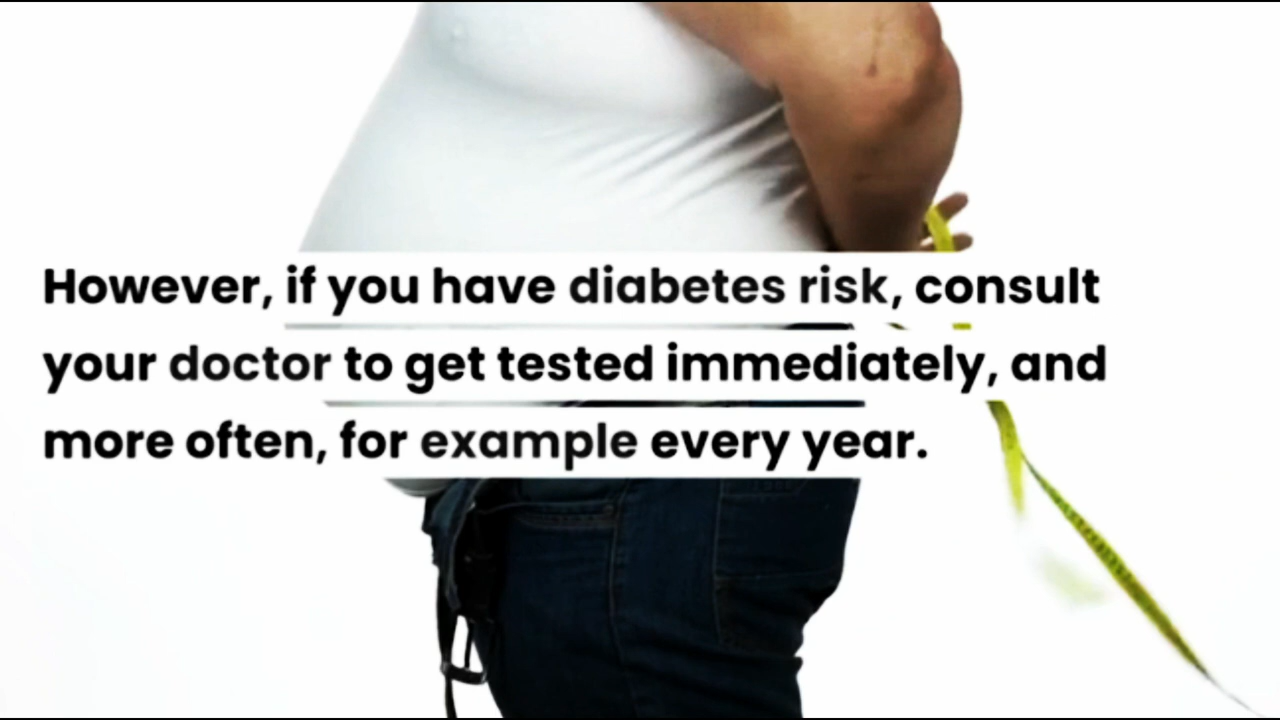 However, if you have diabetes risk, consult
your doctor to get tested immediately, and
more often, for example every year.